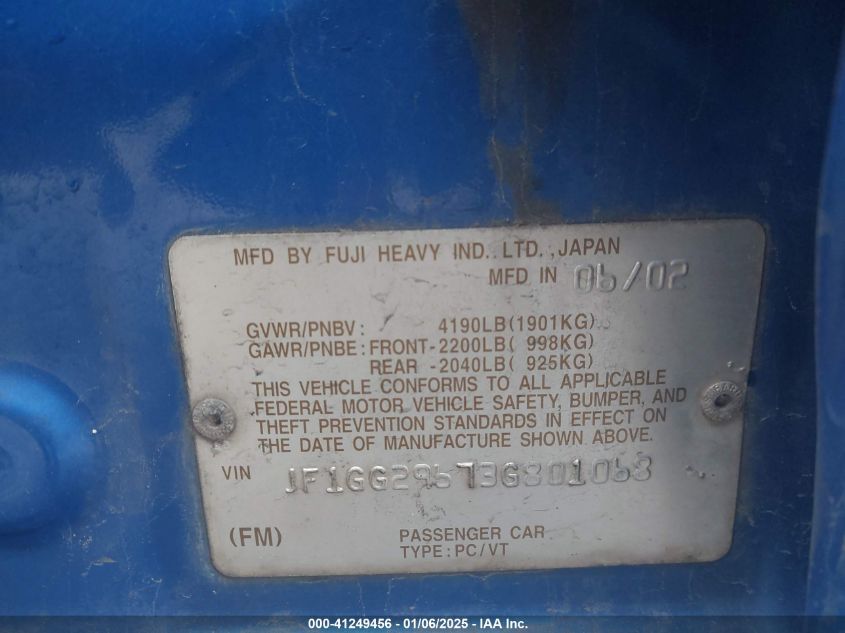 MFD BY FUJI HEAVY IND. LTD. ,JAPAN
MFD IN 06/02
GVWR/PNBV: 4190LB(1901KG)
GAWR/PNBE:FRONT-2200LB( 998KG)
REAR -2040LB( 925KG)
THIS VEHICLE CONFORMS TO ALL APPLICABLE
FEDERAL MOTOR VEHICLE SAFETY, BUMPER, AND
THEFT PREVENTION STANDARDS IN EFFECT ON
THE DATE OF MANUFACTURE SHOWN ABOVE.
VIN JF1GG29673G801068
(FM) PASSENGER CAR
TYPE:PC/VT
SUBARU
000-41249456 - 01/06/2025 - IAA Inc.